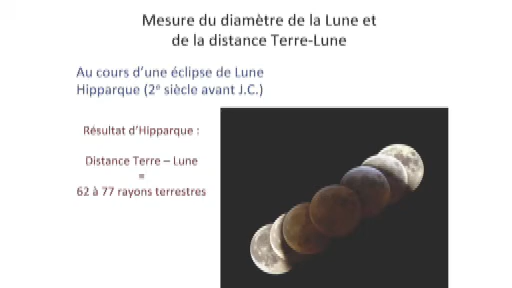 Mesure du diamètre de la Lune et
de la distance Terre-Lune
Au cours d’une éclipse de Lune
Hipparque (2e siècle avant J.C.)
Résultat d’Hipparque :
Distance Terre – Lune
=
62 à 77 rayons terrestres